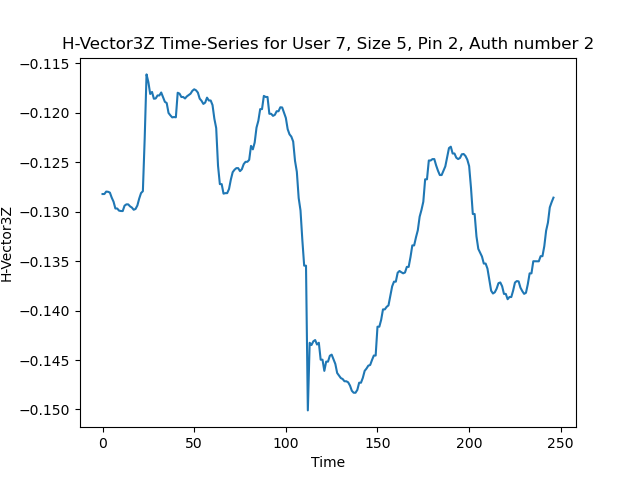 H-Vector3Z Time-Series for User 7, Size 5, Pin 2, Auth number 2
−0.115
−0.120
−0.125
−0.130
−0.135
−0.140
−0.145
−0.150
H-Vector3Z
0 50 100 150 200 250
Time